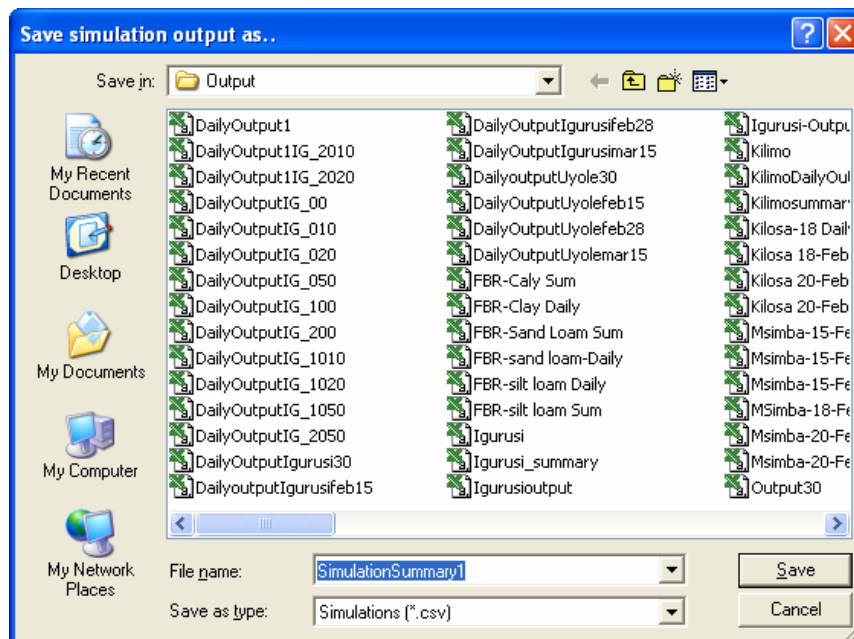 Save simulation output as..
Save in:
Output
My Recent
Documents
Desktop
My Documents
My Computer
My Network
Places
DailyOutput1
DailyOutput1IG_2010
DailyOutput1IG_2020
DailyOutputIG_00
DailyOutputIG_010
DailyOutputIG_020
DailyOutputIG_050
DailyOutputIG_100
DailyOutputIG_200
DailyOutputIG_1010
DailyOutputIG_1020
DailyOutputIG_1050
DailyOutputIG_2050
DailyOutputIgurusi30
DailyoutputIgurusifeb15
DailyOutputIgurusifeb28
DailyOutputIgurusimar15
DailyoutputUyole30
DailyOutputUyolefeb15
DailyOutputUyolefeb28
DailyOutputUyolemar15
FBR-Caly Sum
FBR-Clay Daily
FBR-Sand Loam Sum
FBR-sand loam-Daily
FBR-silt loam Daily
FBR-silt loam Sum
Igurusi
Igurusi_summary
Igurusioutput
Igurusi-Outpu
Kilimo
KilimoDailyOut
Kilimosummar
Kilosa-18 Dail
Kilosa 18-Feb
Kilosa 20-Feb
Kilosa 20-Feb
Msimba-15-Fe
Msimba-15-Fe
Msimba-15-Fe
MSimba-18-Fe
Msimba-20-Fe
Msimba-20-Fe
Output30
File name:
SimulationSummary1
Save
Save as type:
Simulations (*.csv)
Cancel